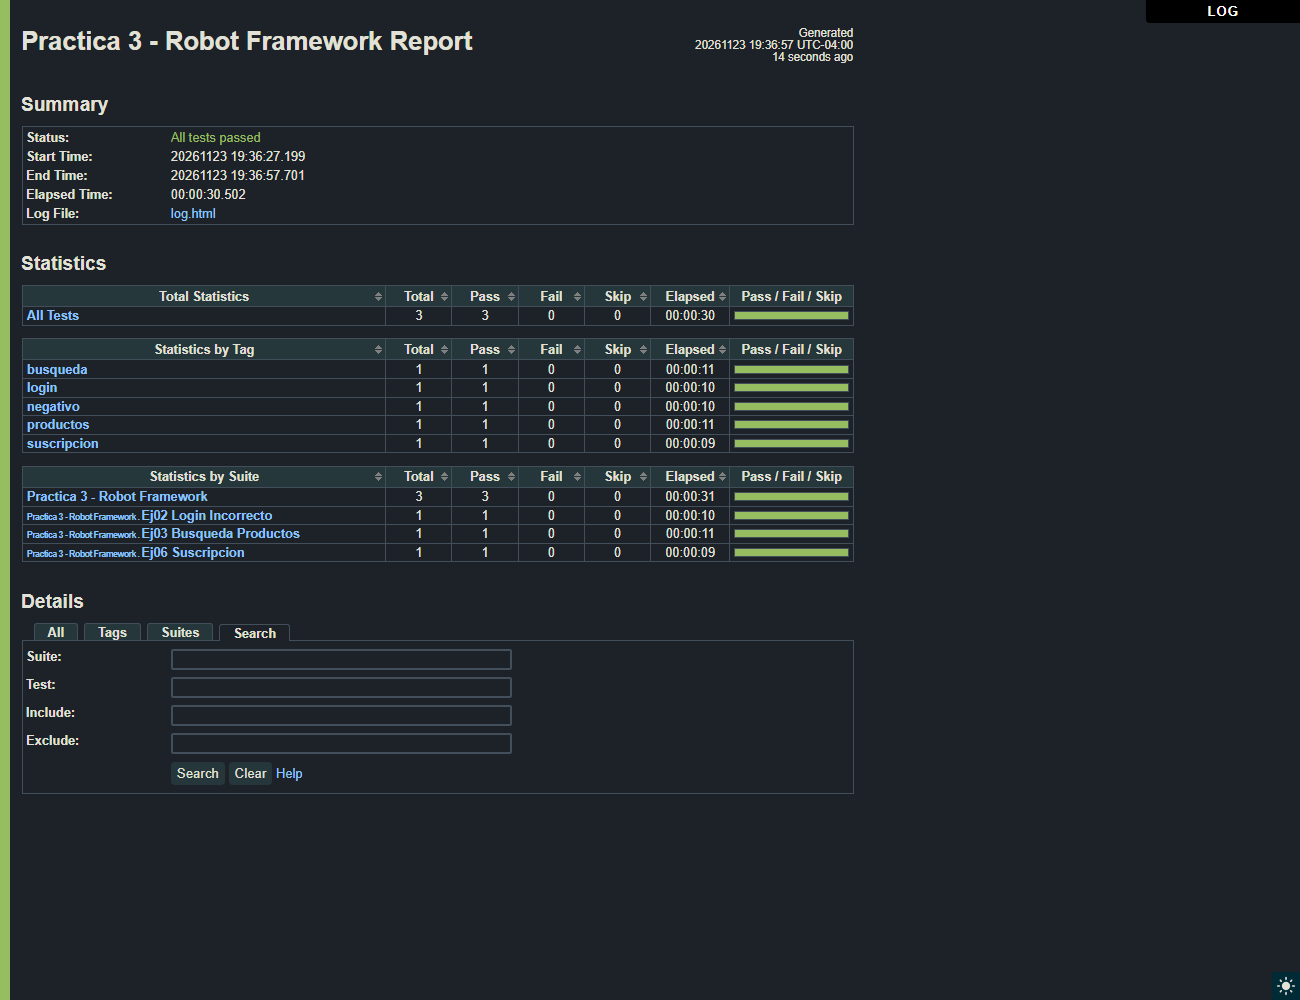 LOG
Practica 3 - Robot Framework Report
Generated
20261123 19:36:57 UTC-04:00
14 seconds ago
Summary
Status: All tests passed
Start Time: 20261123 19:36:27.199
End Time: 20261123 19:36:57.701
Elapsed Time: 00:00:30.502
Log File: log.html
Statistics
Total Statistics Total Pass Fail Skip Elapsed Pass / Fail / Skip
All Tests 3 3 0 0 00:00:30
Statistics by Tag Total Pass Fail Skip Elapsed Pass / Fail / Skip
busqueda 1 1 0 0 00:00:11
login 1 1 0 0 00:00:10
negativo 1 1 0 0 00:00:10
productos 1 1 0 0 00:00:11
suscripcion 1 1 0 0 00:00:09
Statistics by Suite Total Pass Fail Skip Elapsed Pass / Fail / Skip
Practica 3 - Robot Framework 3 3 0 0 00:00:31
Practica 3 - Robot Framework . Ej02 Login Incorrecto 1 1 0 0 00:00:10
Practica 3 - Robot Framework . Ej03 Busqueda Productos 1 1 0 0 00:00:11
Practica 3 - Robot Framework . Ej06 Suscripcion 1 1 0 0 00:00:09
Details
All Tags Suites Search
Suite:
Test:
Include:
Exclude:
Search Clear Help